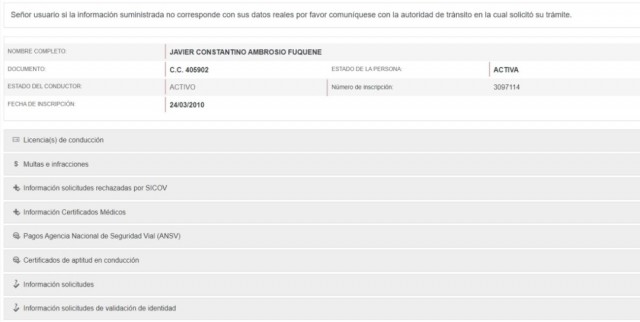 Señor usuario si la información suministrada no corresponde con sus datos reales por favor comuníquese con la autoridad de tránsito en la cual solicitó su trámite.
NOMBRE COMPLETO: JAVIER CONSTANTINO AMBROSIO FUQUENE
DOCUMENTO: C.C. 405902 ESTADO DE LA PERSONA: ACTIVA
ESTADO DEL CONDUCTOR ACTIVO Número de inscripción: 3097114
FECHA DE INSCRIPCIÓN 24/03/2010
Licencia(s) de conducción
$ Multas e infracciones
Información solicitudes rechazadas por SICOV
Información Certificados Médicos
Pagos Agencia Nacional de Seguridad Vial (ANSV)
Certificados de aptitud en conducción
Información solicitudes
Información solicitudes de validación de identidad